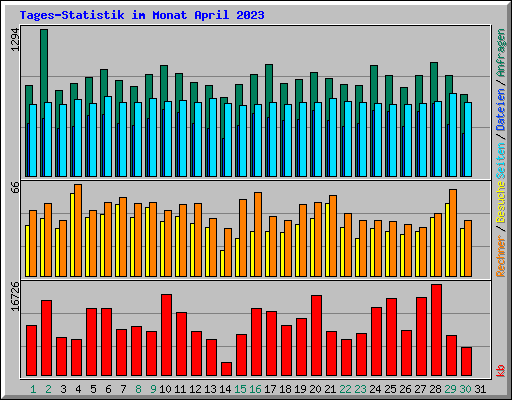 Tages-Statistik im Monat April 2023
1294
66
16726
Rechner / Besuche
Seiten / Dateien / Anfragen
kb
1 2 3 4 5 6 7 8 9 10 11 12 13 14 15 16 17 18 19 20 21 22 23 24 25 26 27 28 29 30 31